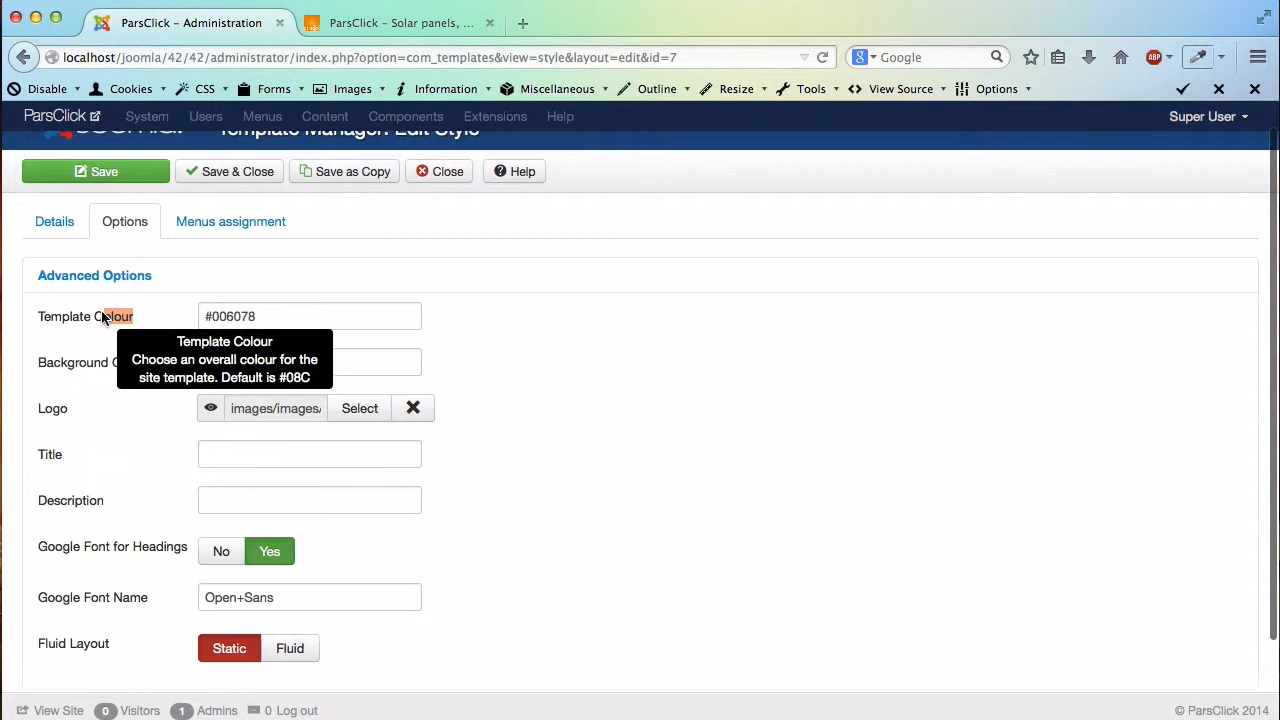 ParsClick – Administration
ParsClick – Solar panels, ...
localhost/joomla/42/42/administrator/index.php?option=com_templates&view=style&layout=edit&id=7
Google
ABP
Disable Cookies CSS Forms Images Information Miscellaneous Outline Resize Tools View Source Options
ParsClick System Users Menus Content Components Extensions Help Super User
Template Manager: Edit Style
Save Save & Close Save as Copy Close Help
Details Options Menus assignment
Advanced Options
Template Colour #006078
Template Colour
Choose an overall colour for the
site template. Default is #08C
Background
Logo images/images/ Select
Title
Description
Google Font for Headings No Yes
Google Font Name Open+Sans
Fluid Layout Static Fluid
View Site 0 Visitors 1 Admins 0 Log out © ParsClick 2014